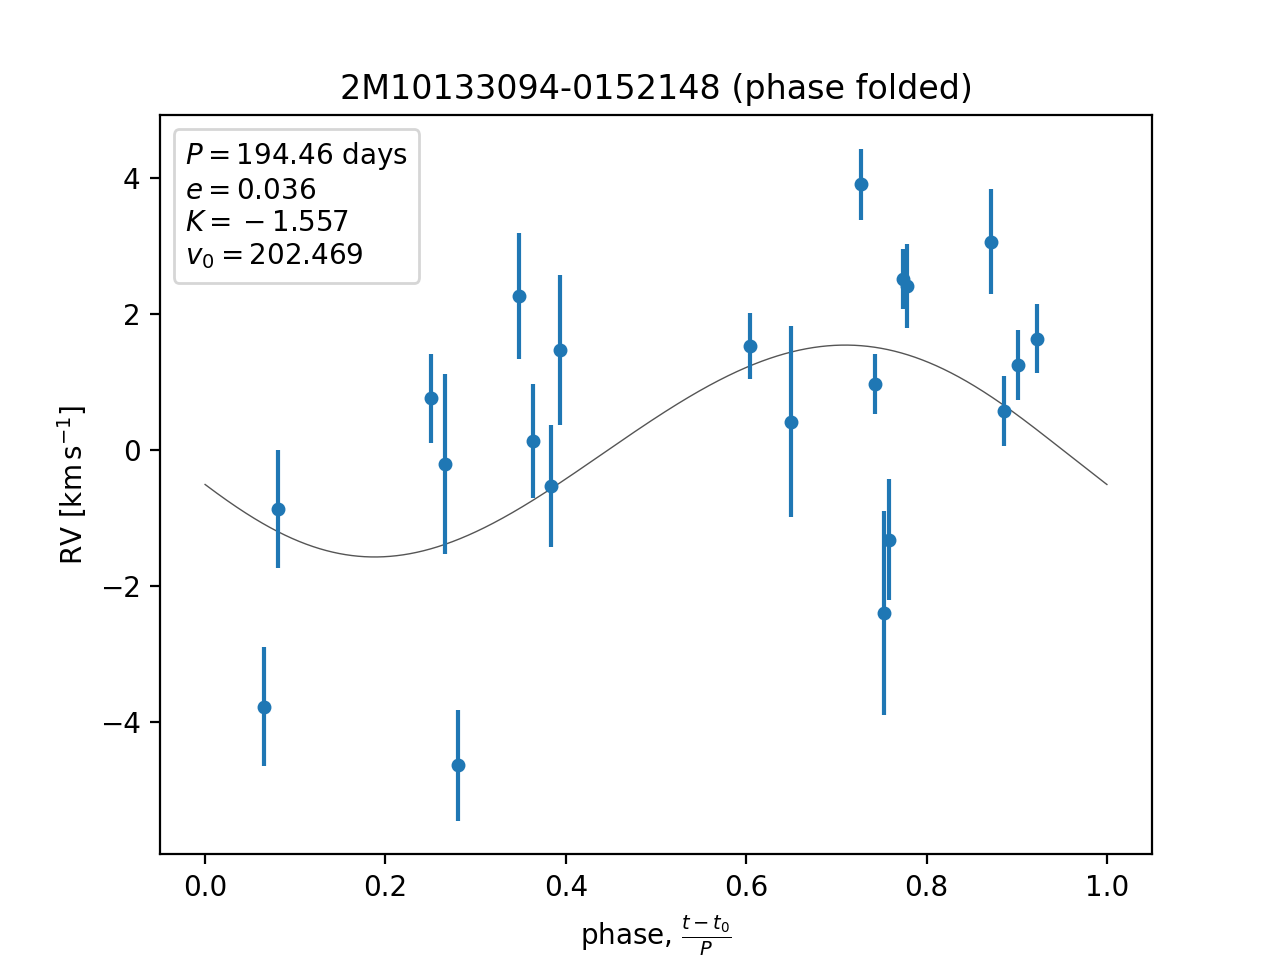 2M10133094-0152148 (phase folded)
P = 194.46 days
e = 0.036
K = −1.557
v₀ = 202.469
4
2
0
−2
−4
RV [km s⁻¹]
0.0 0.2 0.4 0.6 0.8 1.0
phase, (t − t₀)/P